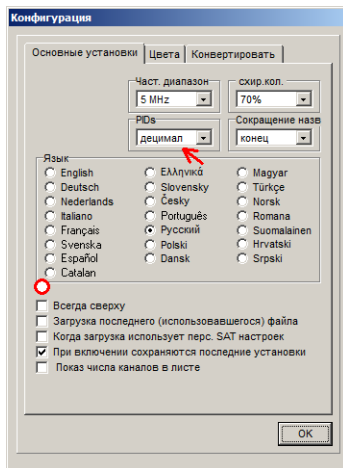 Конфигурация
Основные установки Цвета Конвертировать
Част. диапазон схир.кол.
5 MHz 70%
PIDs Сокращение назв
децимал конец
Язык
English Ελληνικά Magyar
Deutsch Slovensky Türkçe
Nederlands Česky Norsk
Italiano Português Romana
Français Русский Suomalainen
Svenska Polski Hrvatski
Español Dansk Srpski
Catalan
Всегда сверху
Загрузка последнего (использовавшегося) файла
Когда загрузка использует перс. SAT настроек
При включении сохраняются последние установки
Показ числа каналов в листе
OK